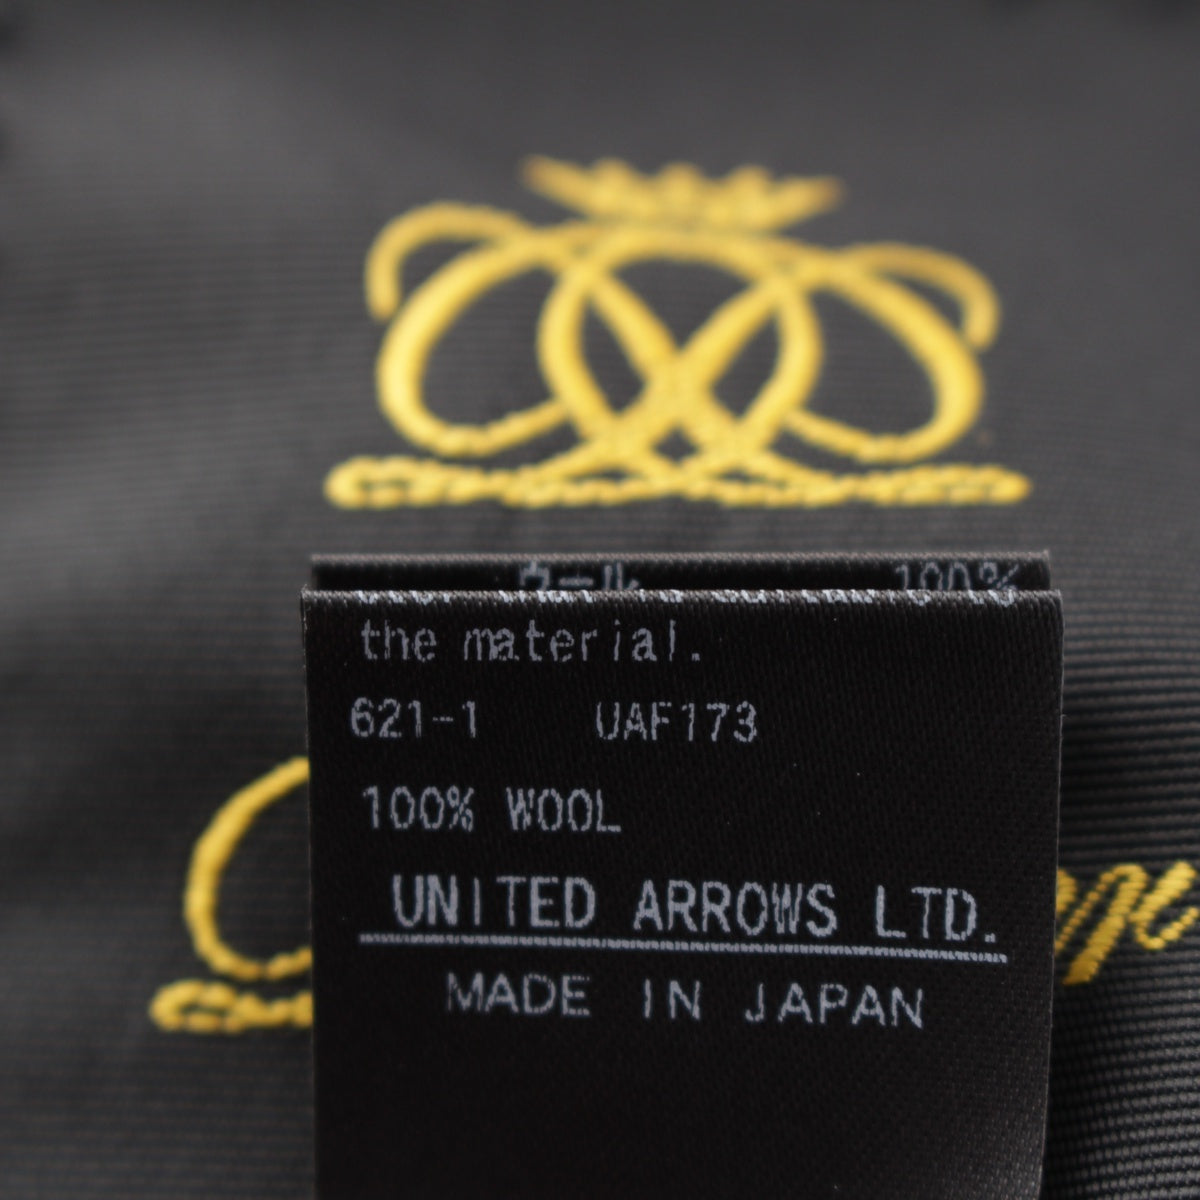 ウール 100%
the material.
621-1 UAF173
100% WOOL
UNITED ARROWS LTD.
MADE IN JAPAN